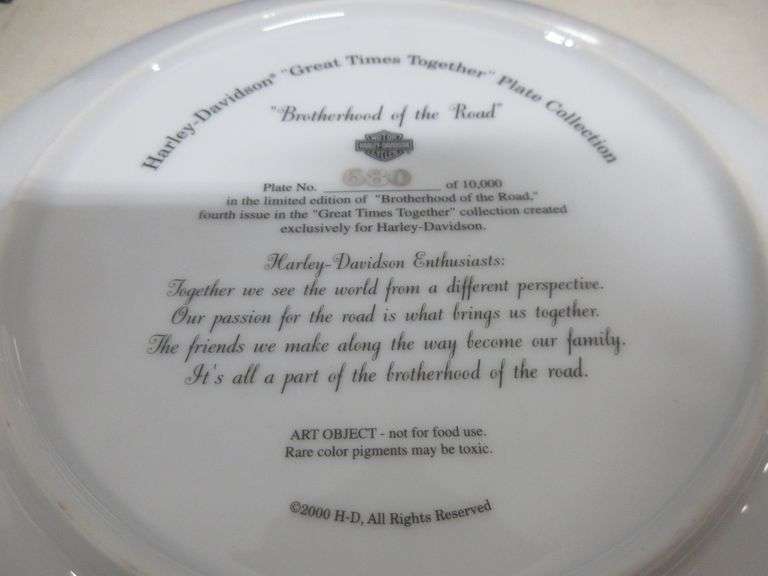 Harley-Davidson® "Great Times Together" Plate Collection
"Brotherhood of the Road"
MOTOR
HARLEY-DAVIDSON
CYCLES
Plate No. of 10,000
in the limited edition of "Brotherhood of the Road,"
fourth issue in the "Great Times Together" collection created
exclusively for Harley-Davidson.
Harley-Davidson Enthusiasts:
Together we see the world from a different perspective.
Our passion for the road is what brings us together.
The friends we make along the way become our family.
It's all a part of the brotherhood of the road.
ART OBJECT - not for food use.
Rare color pigments may be toxic.
©2000 H-D, All Rights Reserved